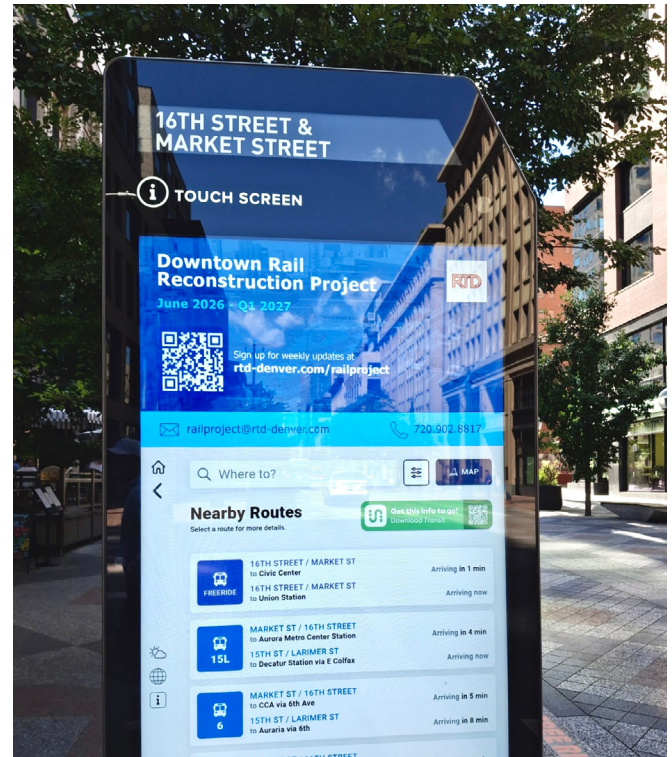 16TH STREET &
MARKET STREET
i TOUCH SCREEN
Downtown Rail
Reconstruction Project
June 2026 - Q1 2027
RTD
Sign up for weekly updates at
rtd-denver.com/railproject
railproject@rtd-denver.com
720.902.8817
Where to?
MAP
Nearby Routes
Select a route for more details.
Get this info to go!
Download Transit
FREERIDE
16TH STREET / MARKET ST
to Civic Center
Arriving in 1 min
16TH STREET / MARKET ST
to Union Station
Arriving now
15L
MARKET ST / 16TH STREET
to Aurora Metro Center Station
Arriving in 4 min
15TH ST / LARIMER ST
to Decatur Station via E Colfax
Arriving now
6
MARKET ST / 16TH STREET
to CCA via 6th Ave
Arriving in 5 min
15TH ST / LARIMER ST
to Auraria via 6th
Arriving in 8 min
i